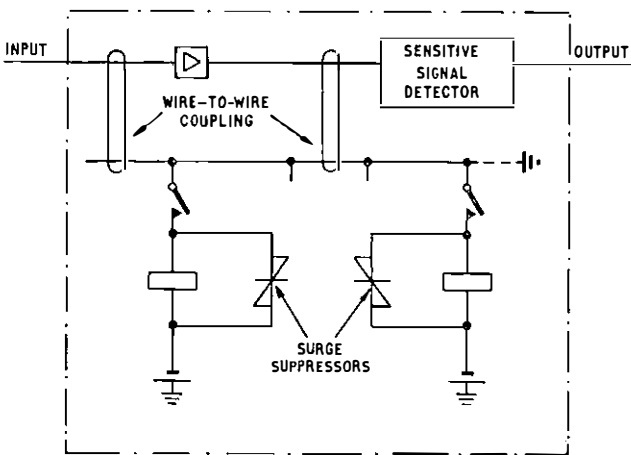 INPUT
SENSITIVE
SIGNAL
DETECTOR
OUTPUT
WIRE-TO-WIRE
COUPLING
SURGE
SUPPRESSORS